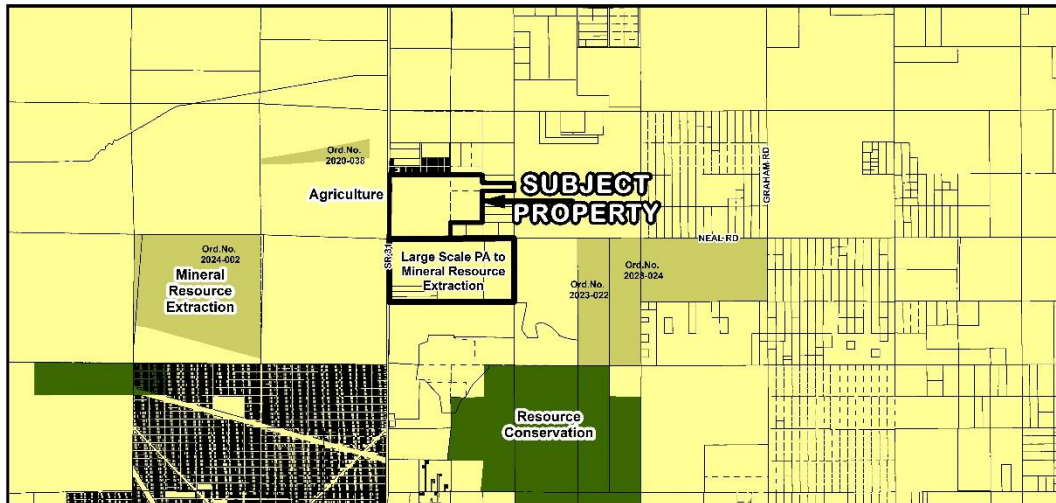 Ord.No.
2020-038
Agriculture
SUBJECT
PROPERTY
GRAHAM RD
NEAL RD
SR 31
Ord.No.
2024-002
Mineral
Resource
Extraction
Large Scale PA to
Mineral Resource
Extraction
Ord.No.
2023-022
Ord.No.
2023-024
Resource
Conservation